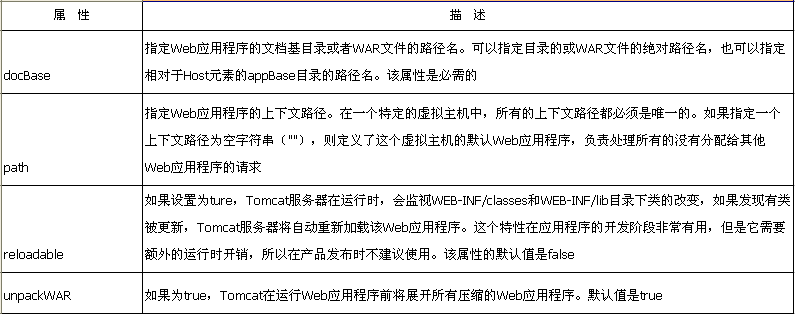 属 性 描 述
指定Web应用程序的文档基目录或者WAR文件的路径名。可以指定目录的或WAR文件的绝对路径名，也可以指定
docBase 相对于Host元素的appBase目录的路径名。该属性是必需的
指定Web应用程序的上下文路径。在一个特定的虚拟主机中，所有的上下文路径都必须是唯一的。如果指定一个
上下文路径为空字符串（""），则定义了这个虚拟主机的默认Web应用程序，负责处理所有的没有分配给其他
path Web应用程序的请求
如果设置为ture，Tomcat服务器在运行时，会监视WEB-INF/classes和WEB-INF/lib目录下类的改变，如果发现有类
被更新，Tomcat服务器将自动重新加载该Web应用程序。这个特性在应用程序的开发阶段非常有用，但是它需要
reloadable 额外的运行时开销，所以在产品发布时不建议使用。该属性的默认值是false
unpackWAR 如果为true，Tomcat在运行Web应用程序前将展开所有压缩的Web应用程序。默认值是true